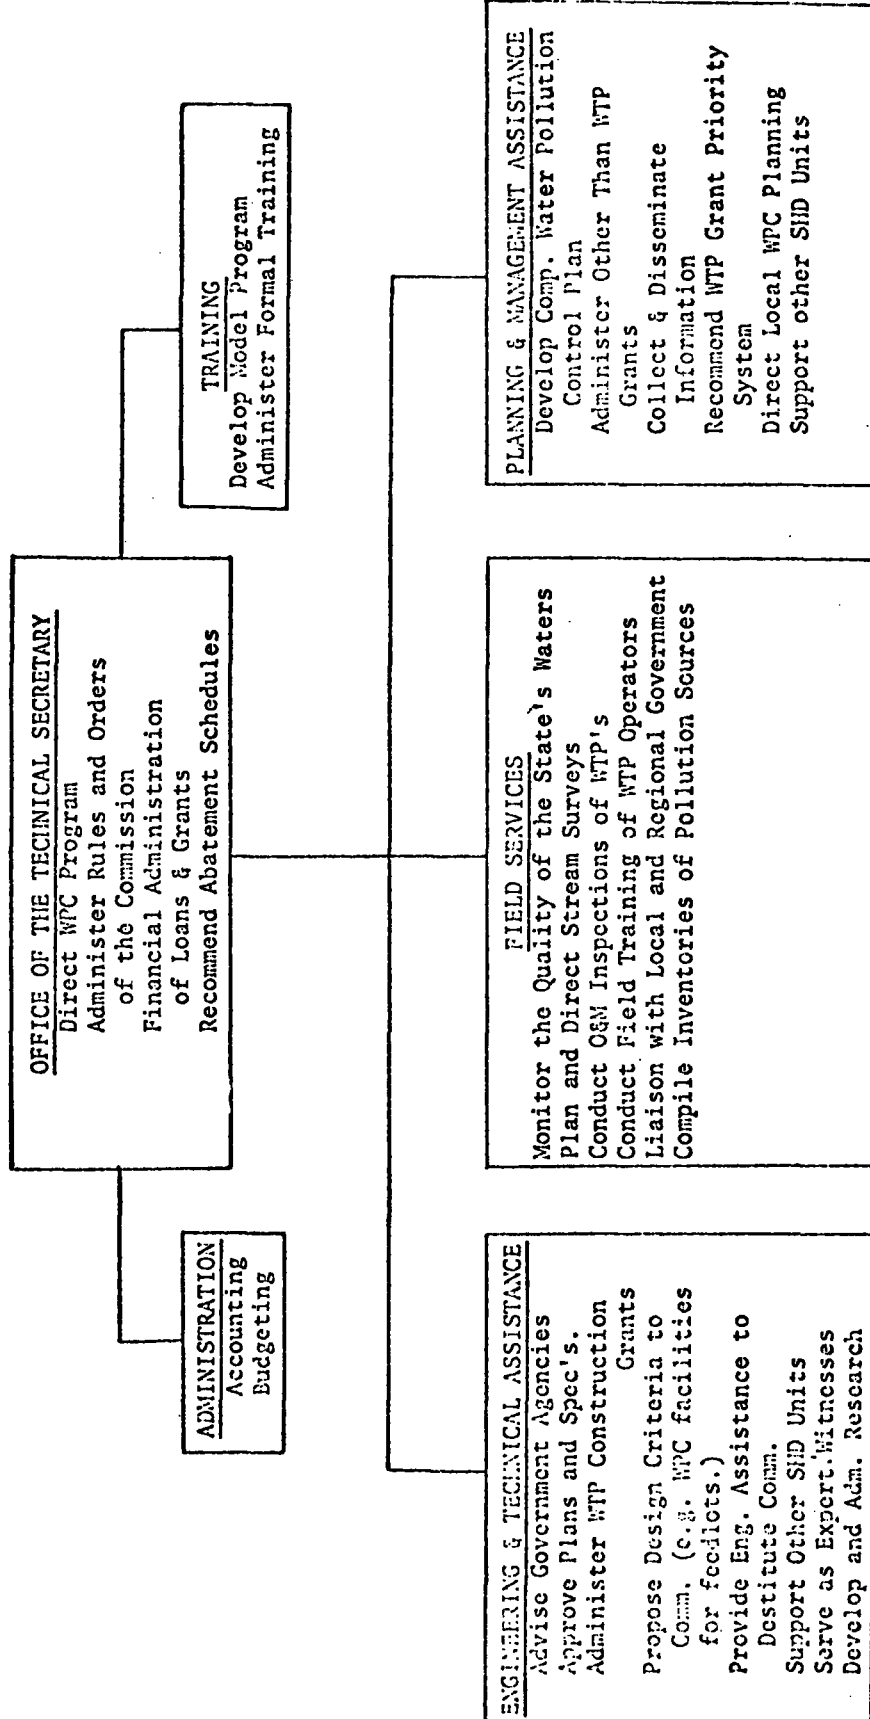 OFFICE OF THE TECHNICAL SECRETARY
Direct WPC Program
Administer Rules and Orders
of the Commission
Financial Administration
of Loans & Grants
Recommend Abatement Schedules
ADMINISTRATION
Accounting
Budgeting
TRAINING
Develop Model Program
Administer Formal Training
ENGINEERING & TECHNICAL ASSISTANCE
Advise Government Agencies
Approve Plans and Spec's.
Administer WTP Construction
Grants
Propose Design Criteria to
Comm. (e.g. WPC facilities
for feedlots.)
Provide Eng. Assistance to
Destitute Comm.
Support Other SHD Units
Serve as Expert Witnesses
Develop and Adm. Research
FIELD SERVICES
Monitor the Quality of the State's Waters
Plan and Direct Stream Surveys
Conduct O&M Inspections of WTP's
Conduct Field Training of WTP Operators
Liaison with Local and Regional Government
Compile Inventories of Pollution Sources
PLANNING & MANAGEMENT ASSISTANCE
Develop Comp. Water Pollution
Control Plan
Administer Other Than WTP
Grants
Collect & Disseminate
Information
Recommend WTP Grant Priority
System
Direct Local WPC Planning
Support other SHD Units